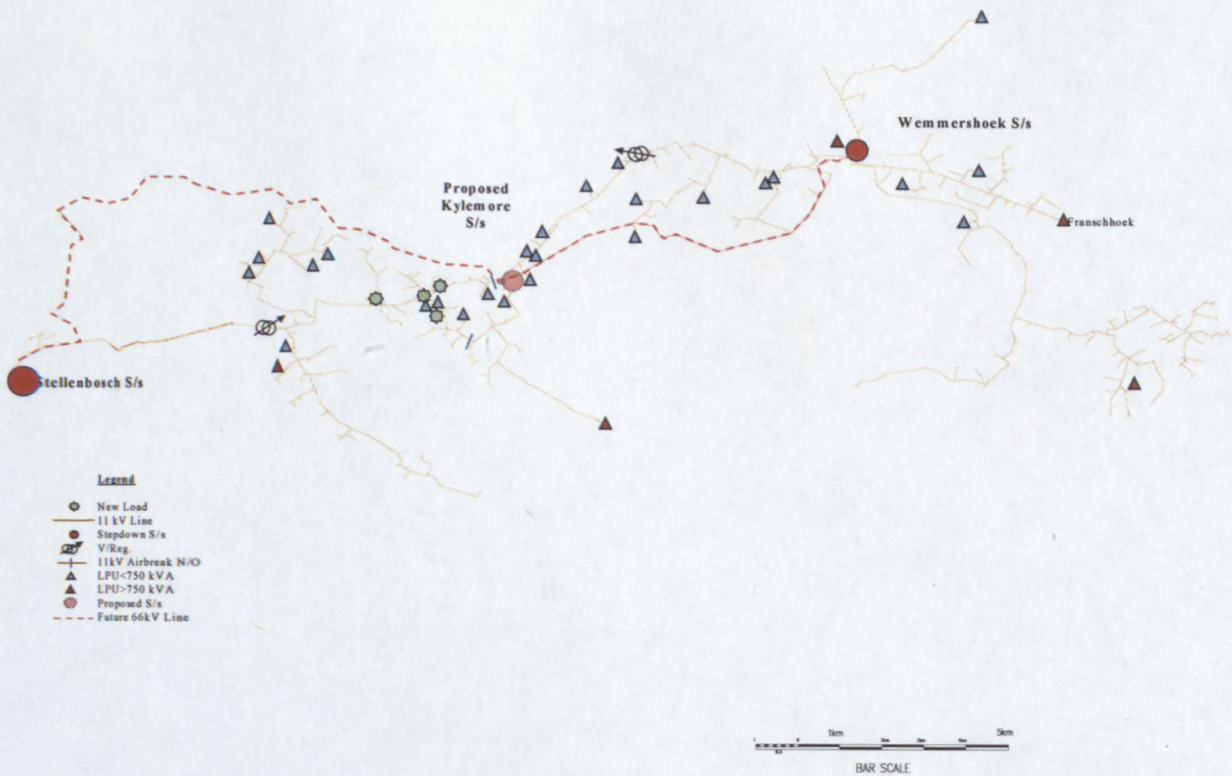 Wemmershoek S/s
Proposed
Kylemore
S/s
Franschhoek
Stellenbosch S/s
Legend
New Load
11 kV Line
Stepdown S/s
V/Reg.
11kV Airbreak N/O
LPU<750 kVA
LPU>750 kVA
Proposed S/s
Future 66kV Line
1km
5km
BAR SCALE